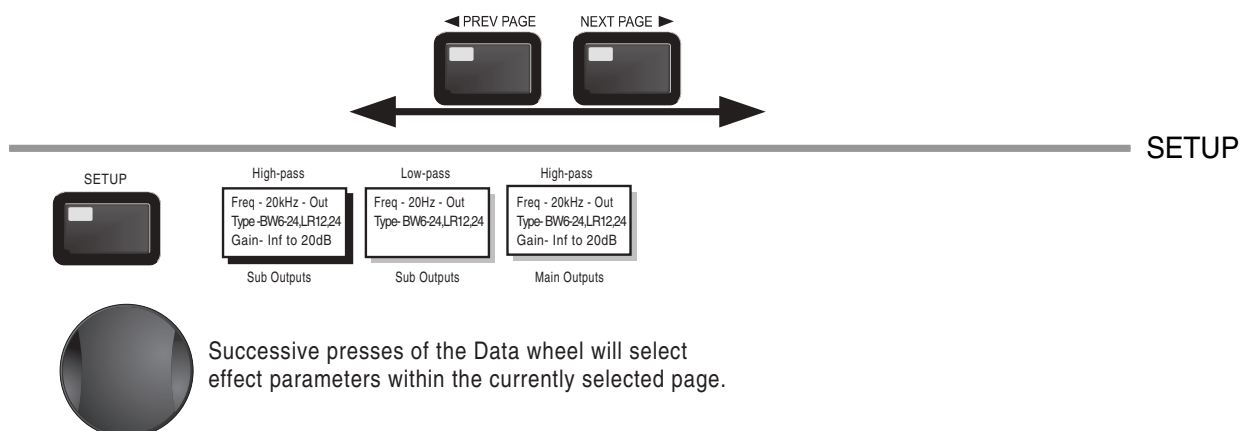 ◄ PREV PAGE NEXT PAGE ►
SETUP
SETUP
High-pass
Freq - 20kHz - Out
Type -BW6-24,LR12,24
Gain- Inf to 20dB
Sub Outputs
Low-pass
Freq - 20Hz - Out
Type- BW6-24,LR12,24
Sub Outputs
High-pass
Freq - 20kHz - Out
Type- BW6-24,LR12,24
Gain- Inf to 20dB
Main Outputs
Successive presses of the Data wheel will select
effect parameters within the currently selected page.